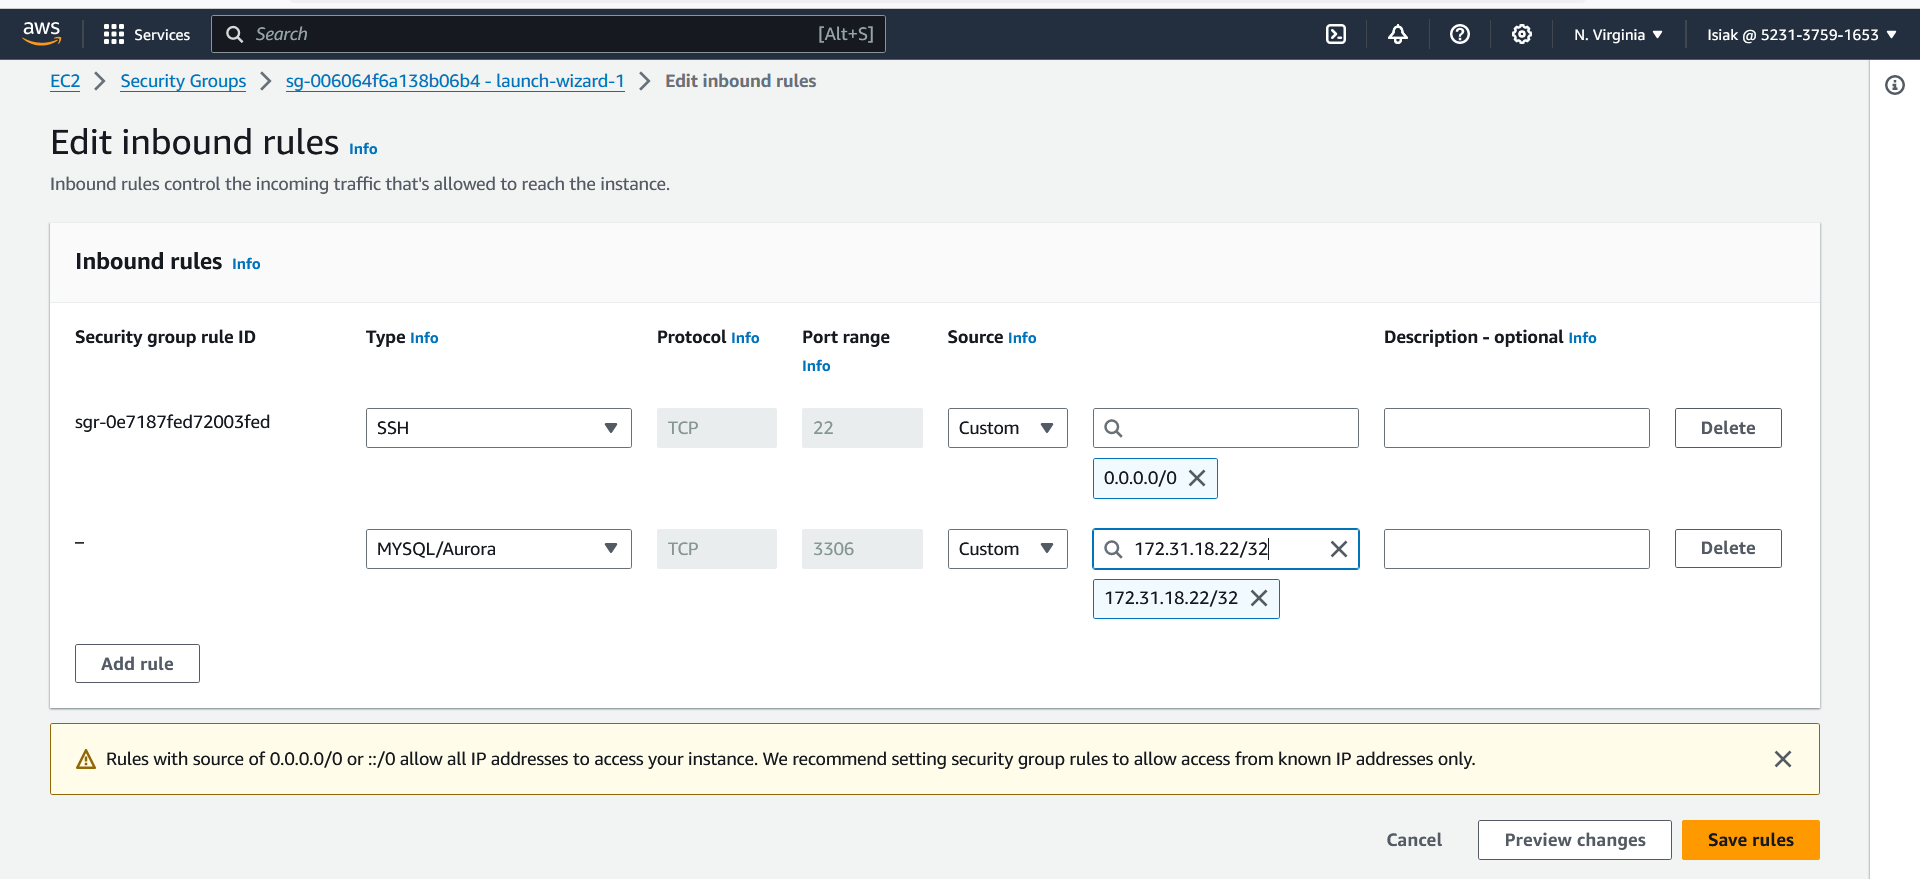 aws Services Search [Alt+S] N. Virginia Isiak @ 5231-3759-1653
EC2 Security Groups sg-006064f6a138b06b4 - launch-wizard-1 Edit inbound rules
Edit inbound rules Info
Inbound rules control the incoming traffic that's allowed to reach the instance.
Inbound rules Info
Security group rule ID Type Info Protocol Info Port range Info Source Info Description - optional Info
sgr-0e7187fed72003fed SSH TCP 22 Custom Delete
0.0.0.0/0
– MYSQL/Aurora TCP 3306 Custom 172.31.18.22/32 Delete
172.31.18.22/32
Add rule
Rules with source of 0.0.0.0/0 or ::/0 allow all IP addresses to access your instance. We recommend setting security group rules to allow access from known IP addresses only.
Cancel Preview changes Save rules